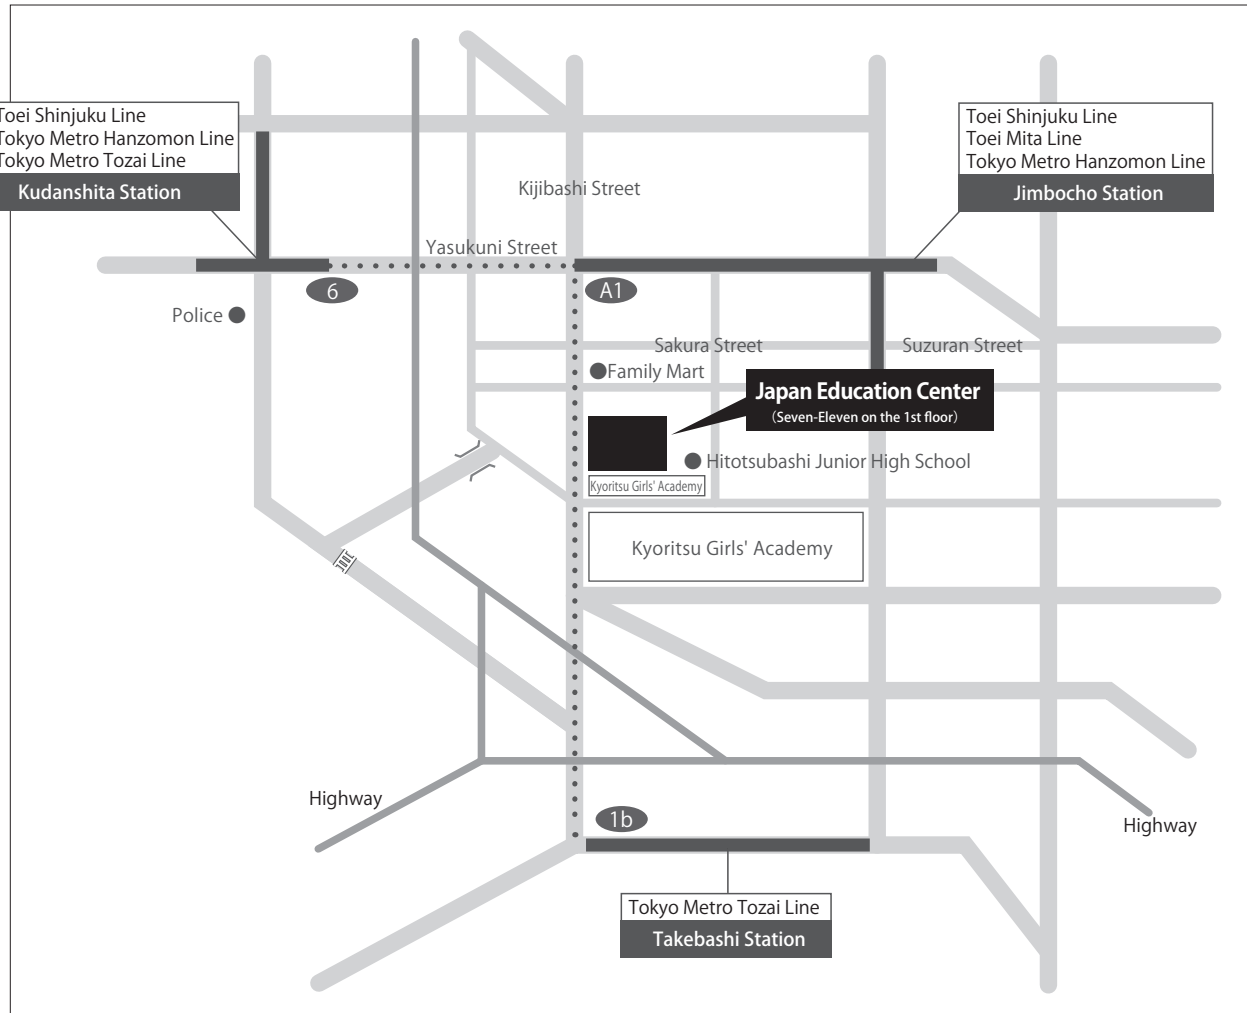 Toei Shinjuku Line
Tokyo Metro Hanzomon Line
Tokyo Metro Tozai Line
Kudanshita Station
Toei Shinjuku Line
Toei Mita Line
Tokyo Metro Hanzomon Line
Jimbocho Station
Kijibashi Street
Yasukuni Street
6
A1
Police
Sakura Street
Suzuran Street
Family Mart
Japan Education Center
(Seven-Eleven on the 1st floor)
Hitotsubashi Junior High School
Kyoritsu Girls' Academy
Kyoritsu Girls' Academy
Highway
1b
Highway
Tokyo Metro Tozai Line
Takebashi Station